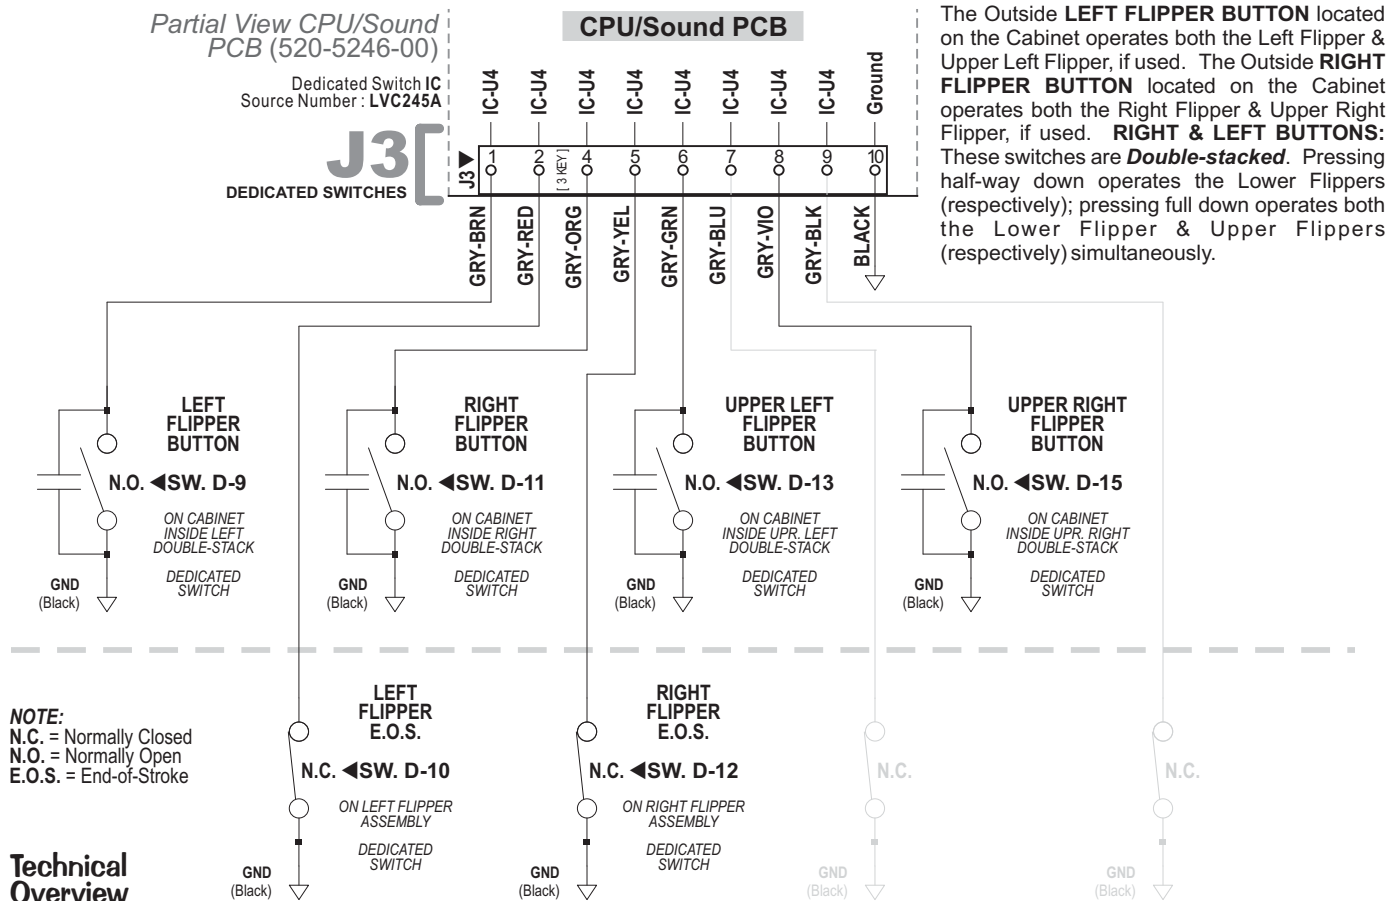 Partial View CPU/Sound
PCB (520-5246-00)
CPU/Sound PCB
Dedicated Switch IC
Source Number : LVC245A
J3
DEDICATED SWITCHES
IC-U4
IC-U4
IC-U4
IC-U4
IC-U4
IC-U4
IC-U4
IC-U4
Ground
J3
1
2
[ 3 KEY ]
4
5
6
7
8
9
10
GRY-BRN
GRY-RED
GRY-ORG
GRY-YEL
GRY-GRN
GRY-BLU
GRY-VIO
GRY-BLK
BLACK
The Outside LEFT FLIPPER BUTTON located
on the Cabinet operates both the Left Flipper &
Upper Left Flipper, if used. The Outside RIGHT
FLIPPER BUTTON located on the Cabinet
operates both the Right Flipper & Upper Right
Flipper, if used. RIGHT & LEFT BUTTONS:
These switches are Double-stacked. Pressing
half-way down operates the Lower Flippers
(respectively); pressing full down operates both
the Lower Flipper & Upper Flippers
(respectively) simultaneously.
LEFT
FLIPPER
BUTTON
N.O. ◀SW. D-9
ON CABINET
INSIDE LEFT
DOUBLE-STACK
DEDICATED
SWITCH
GND
(Black)
RIGHT
FLIPPER
BUTTON
N.O. ◀SW. D-11
ON CABINET
INSIDE RIGHT
DOUBLE-STACK
DEDICATED
SWITCH
GND
(Black)
UPPER LEFT
FLIPPER
BUTTON
N.O. ◀SW. D-13
ON CABINET
INSIDE UPR. LEFT
DOUBLE-STACK
DEDICATED
SWITCH
GND
(Black)
UPPER RIGHT
FLIPPER
BUTTON
N.O. ◀SW. D-15
ON CABINET
INSIDE UPR. RIGHT
DOUBLE-STACK
DEDICATED
SWITCH
GND
(Black)
NOTE:
N.C. = Normally Closed
N.O. = Normally Open
E.O.S. = End-of-Stroke
LEFT
FLIPPER
E.O.S.
N.C. ◀SW. D-10
ON LEFT FLIPPER
ASSEMBLY
DEDICATED
SWITCH
GND
(Black)
RIGHT
FLIPPER
E.O.S.
N.C. ◀SW. D-12
ON RIGHT FLIPPER
ASSEMBLY
DEDICATED
SWITCH
GND
(Black)
N.C.
GND
(Black)
N.C.
GND
(Black)
Technical
Overview